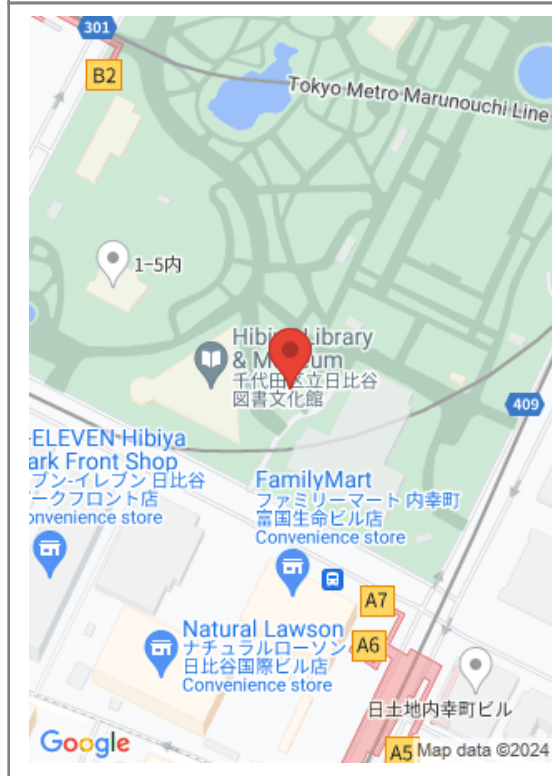 301
B2
Tokyo Metro Marunouchi Line
1-5内
Hibiya Library
& Museum
千代田区立日比谷
図書文化館
409
-ELEVEN Hibiya
ark Front Shop
ブン-イレブン 日比谷
ークフロント店
onvenience store
FamilyMart
ファミリーマート 内幸町
富国生命ビル店
Convenience store
A7
A6
Natural Lawson
ナチュラルローソン
日比谷国際ビル店
Convenience store
日土地内幸町ビル
Google
A5
Map data ©2024